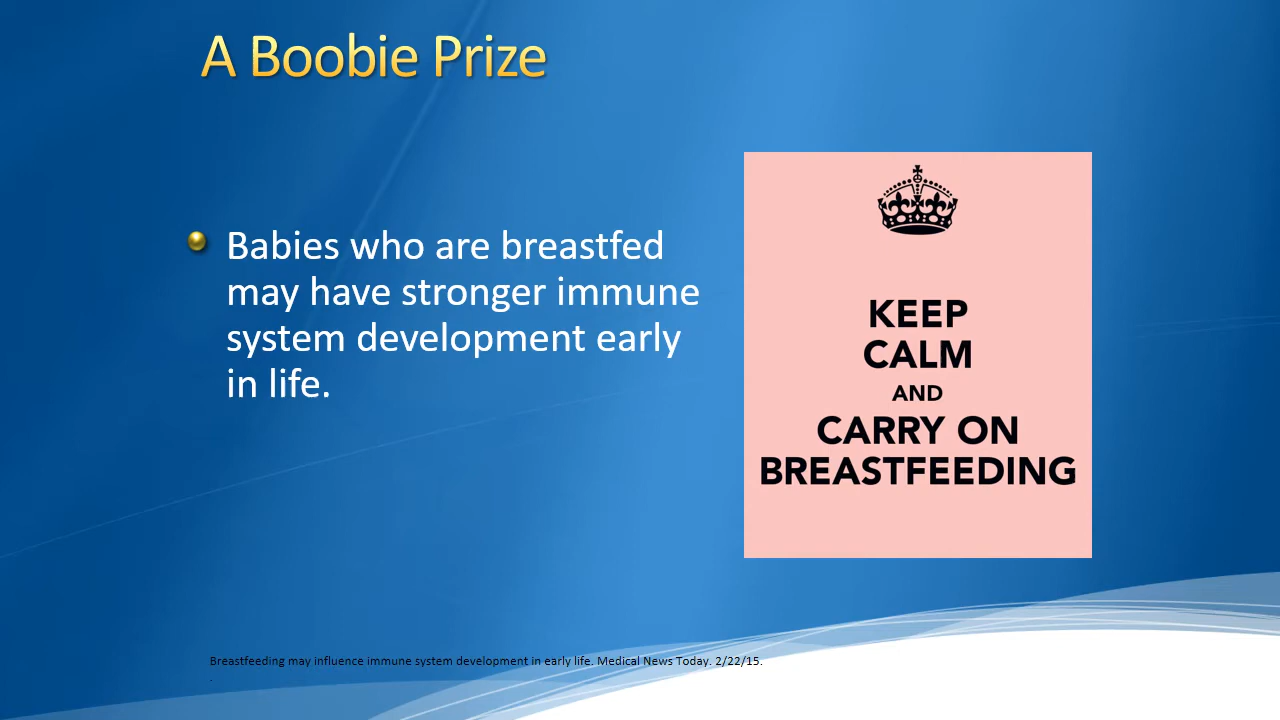 A Boobie Prize
Babies who are breastfed
may have stronger immune
system development early
in life.
KEEP
CALM
AND
CARRY ON
BREASTFEEDING
Breastfeeding may influence immune system development in early life. Medical News Today. 2/22/15.
.